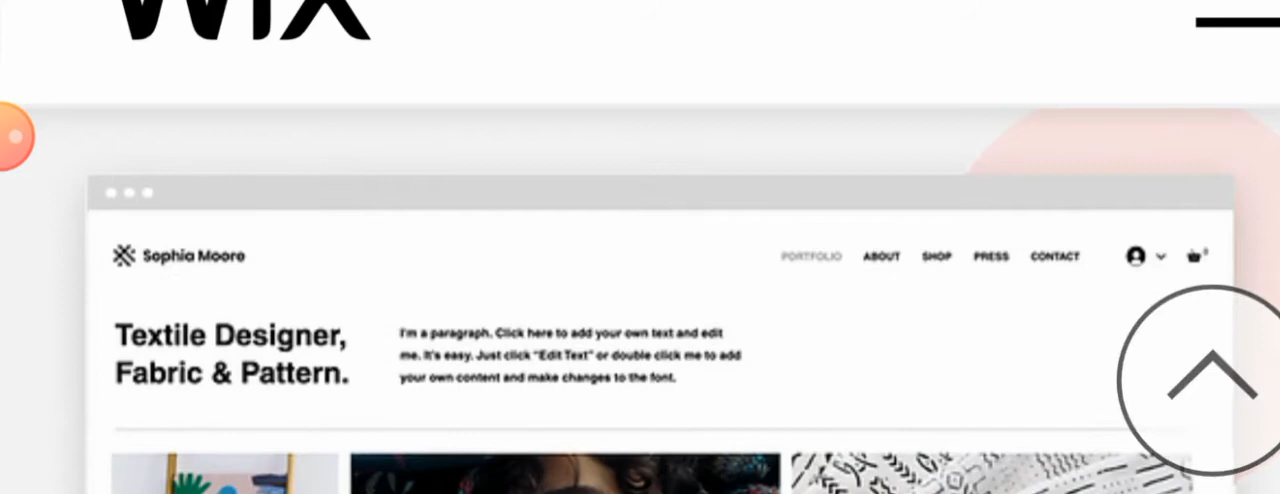 WiX
Sophia Moore
PORTFOLIO ABOUT SHOP PRESS CONTACT
0
Textile Designer,
Fabric & Pattern.
I'm a paragraph. Click here to add your own text and edit
me. It's easy. Just click "Edit Text" or double click me to add
your own content and make changes to the font.